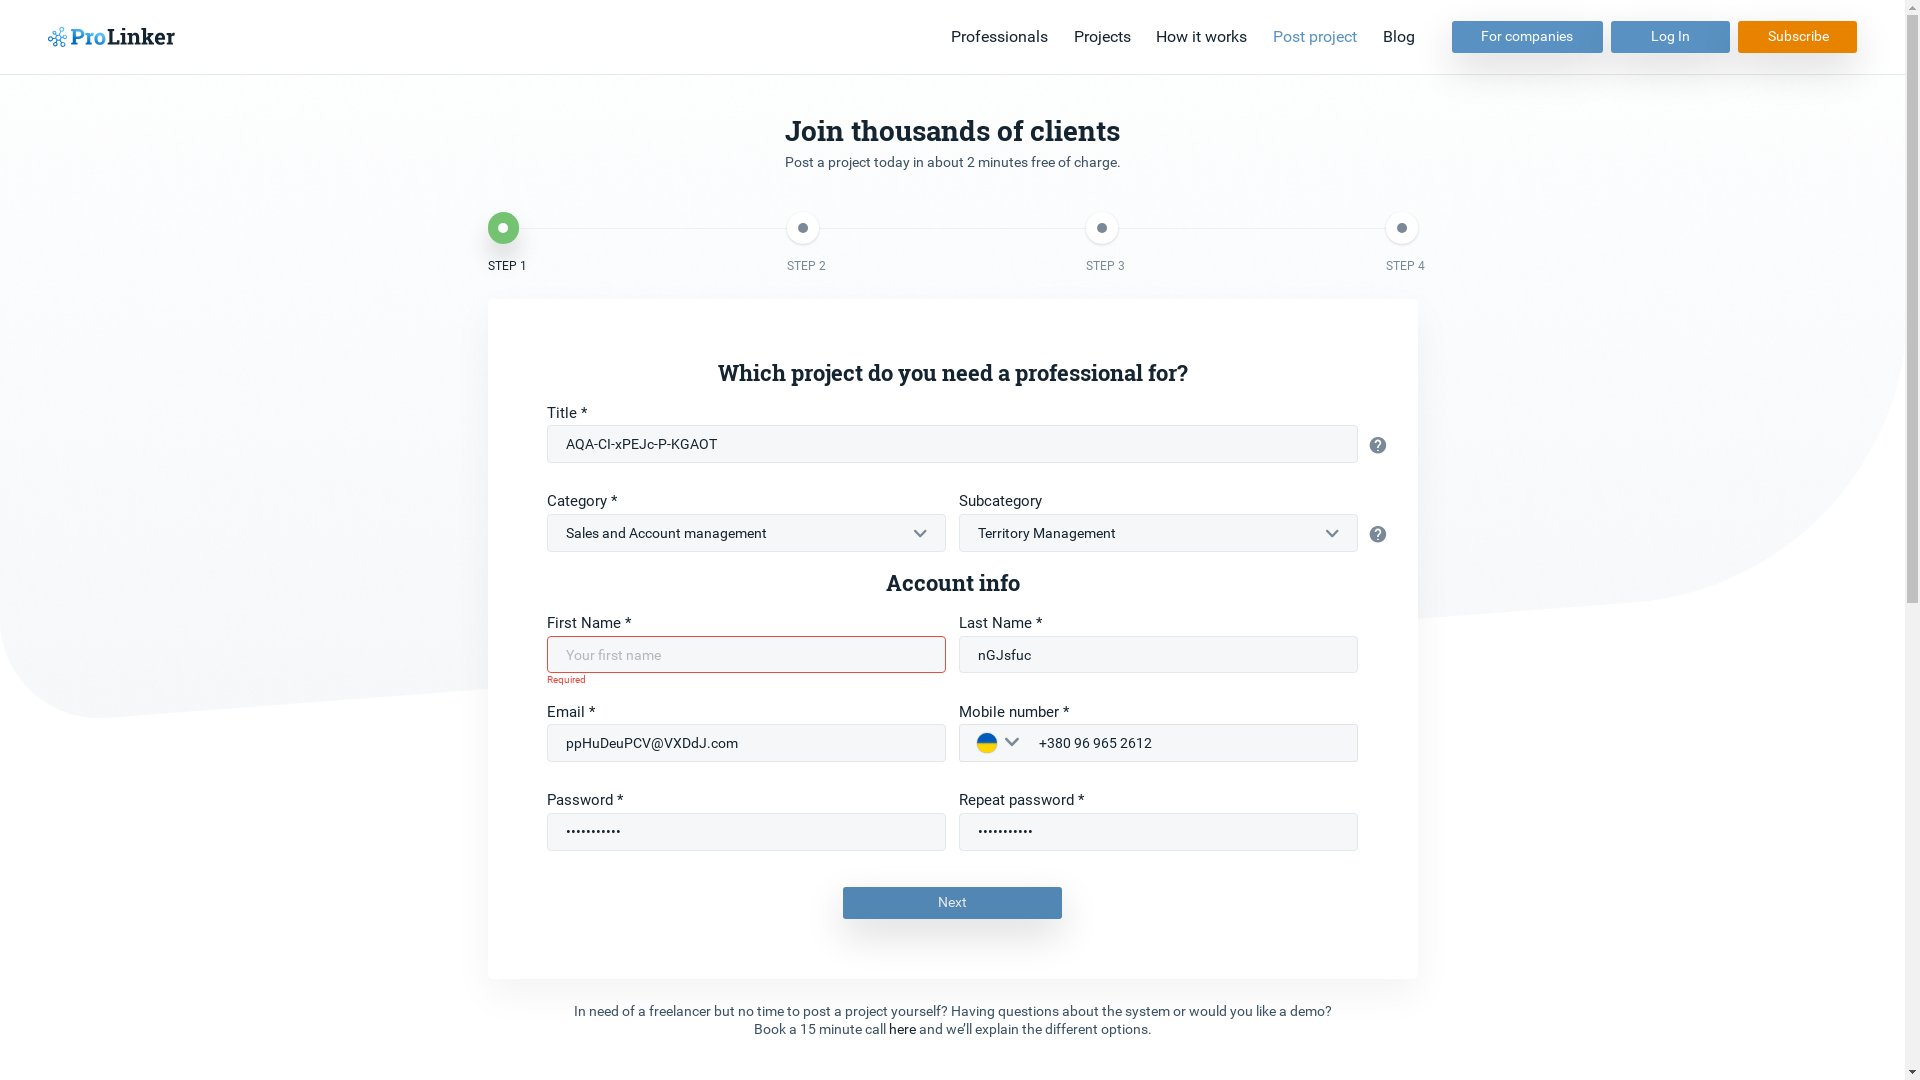 ProLinker
Professionals
Projects
How it works
Post project
Blog
For companies
Log In
Subscribe
Join thousands of clients
Post a project today in about 2 minutes free of charge.
STEP 1
STEP 2
STEP 3
STEP 4
Which project do you need a professional for?
Title *
AQA-CI-xPEJc-P-KGAOT
?
Category *
Subcategory
Sales and Account management
Territory Management
?
Account info
First Name *
Last Name *
Your first name
nGJsfuc
Required
Email *
Mobile number *
ppHuDeuPCV@VXDdJ.com
+380 96 965 2612
Password *
Repeat password *
•••••••••••
•••••••••••
Next
In need of a freelancer but no time to post a project yourself? Having questions about the system or would you like a demo?
Book a 15 minute call here and we’ll explain the different options.